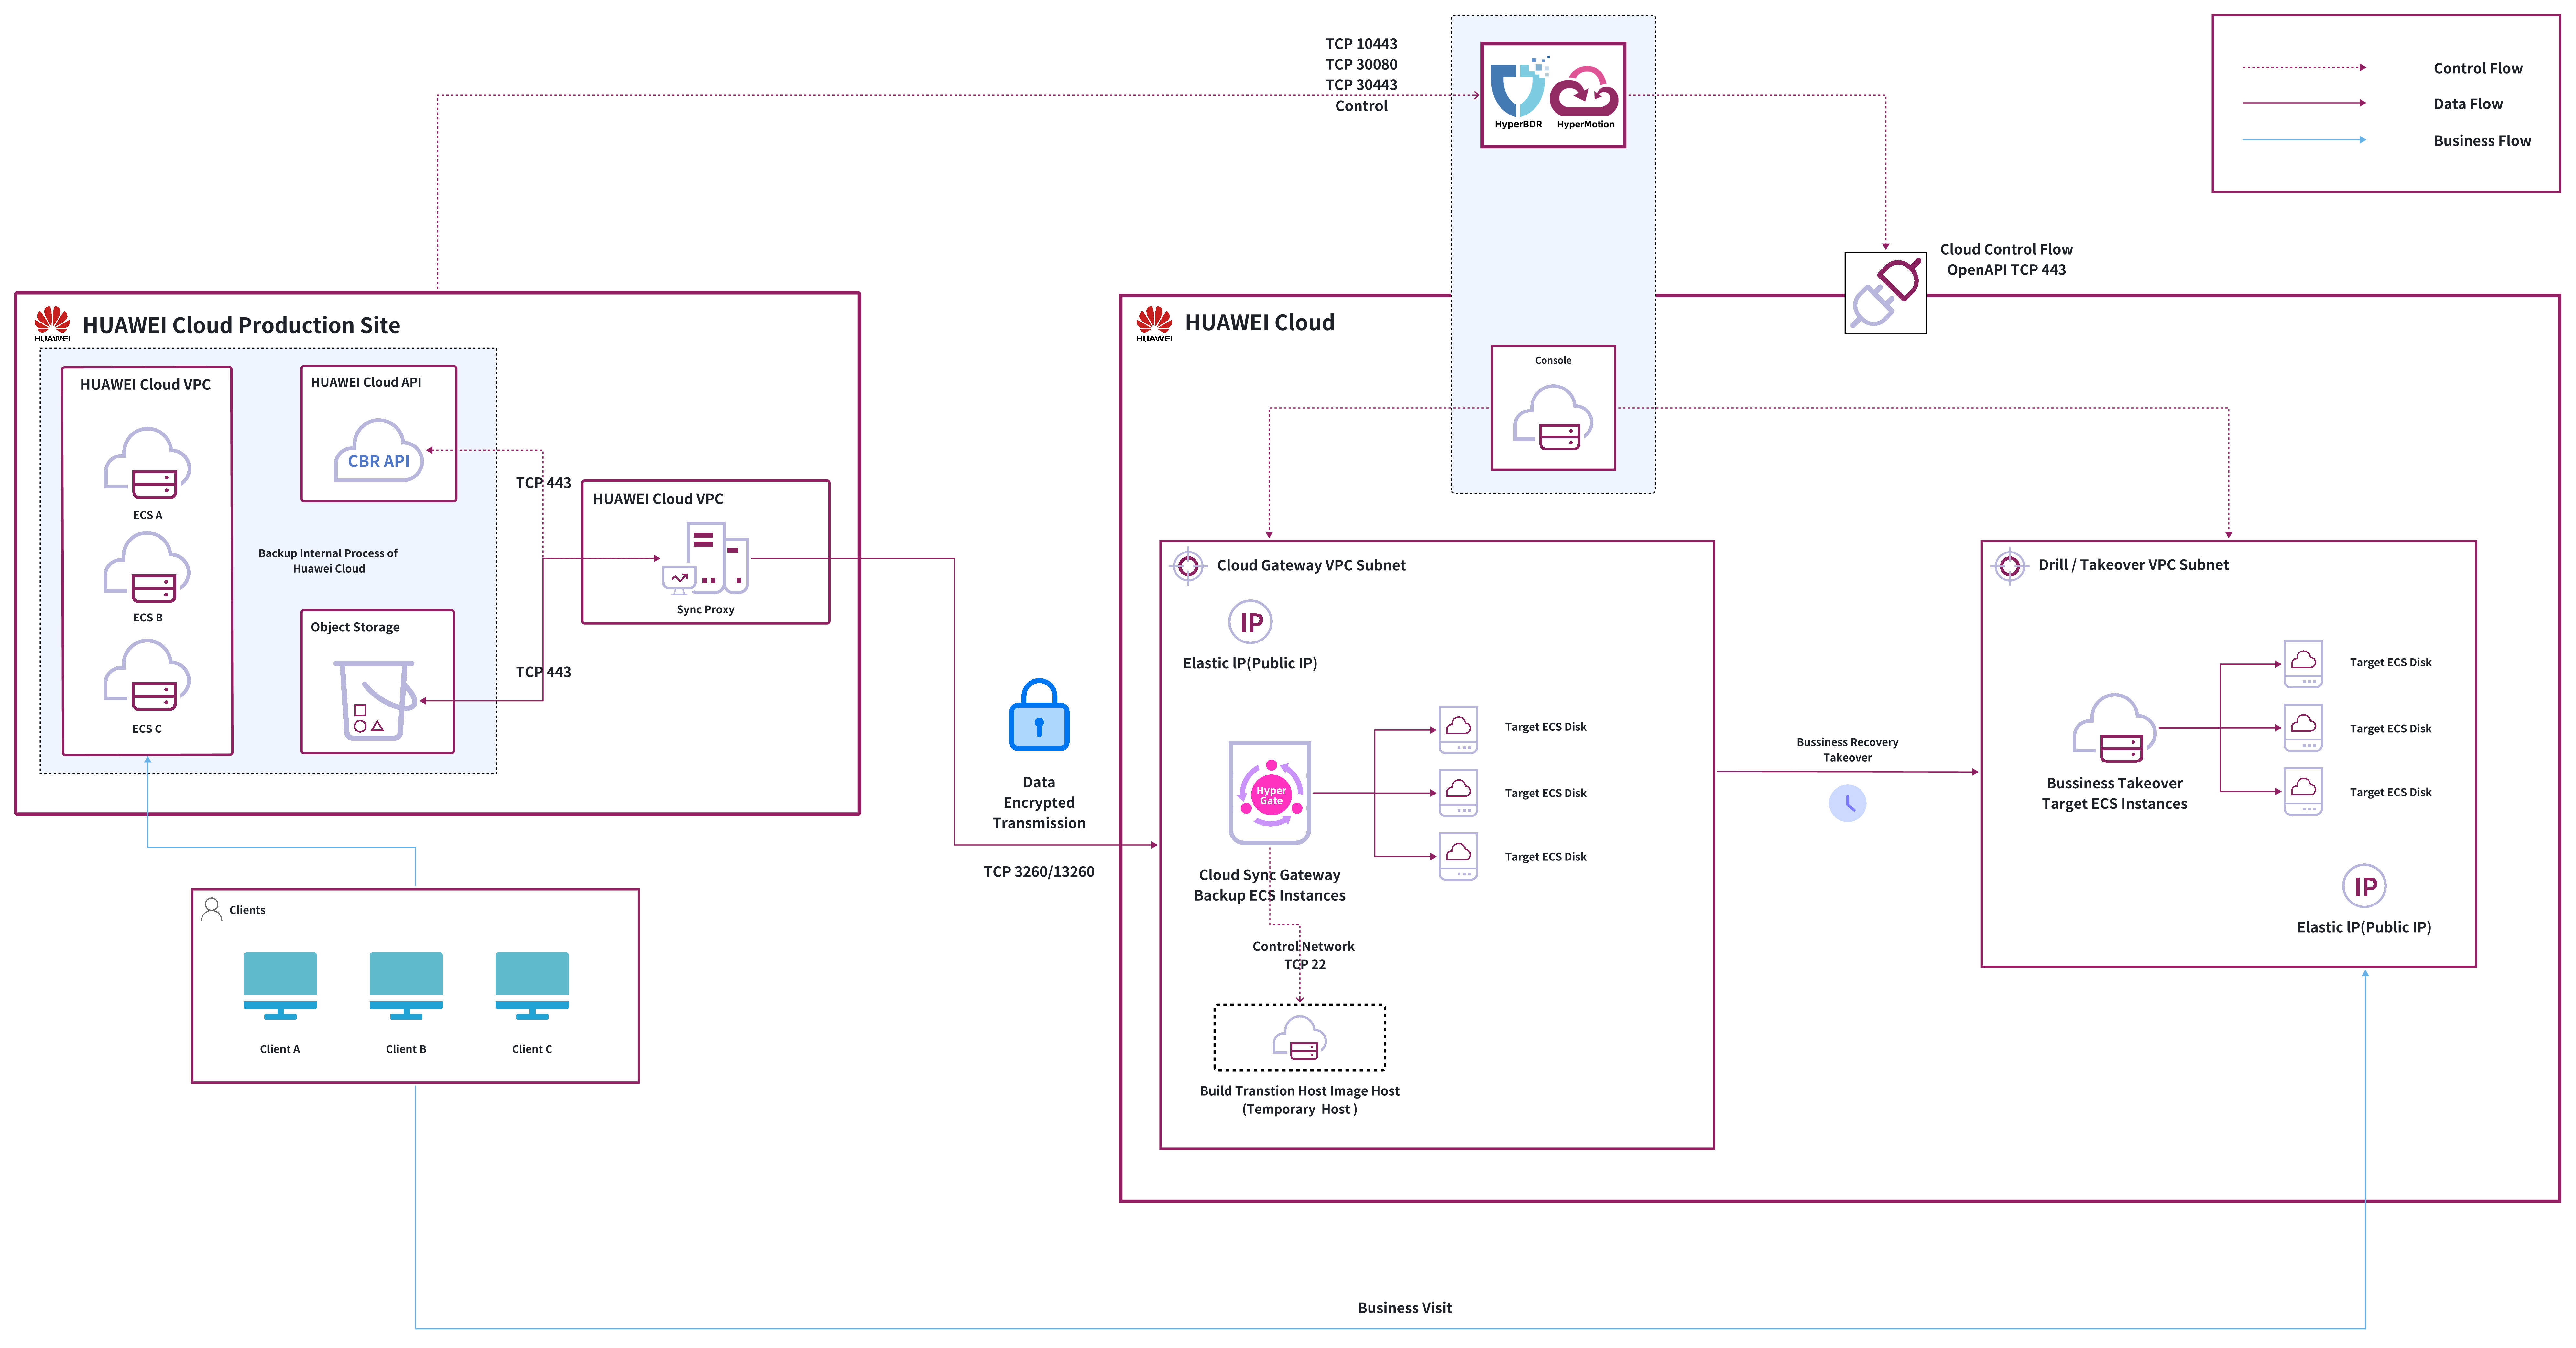 TCP 10443
TCP 30080
TCP 30443
Control
HyperBDR
HyperMotion
Control Flow
Data Flow
Business Flow
Cloud Control Flow
OpenAPI TCP 443
HUAWEI
HUAWEI Cloud Production Site
HUAWEI Cloud VPC
ECS A
ECS B
ECS C
HUAWEI Cloud API
CBR API
Backup Internal Process of
Huawei Cloud
Object Storage
TCP 443
TCP 443
HUAWEI Cloud VPC
Sync Proxy
Data
Encrypted
Transmission
TCP 3260/13260
Clients
Client A
Client B
Client C
HUAWEI
HUAWEI Cloud
Console
Cloud Gateway VPC Subnet
IP
Elastic IP(Public IP)
Hyper
Gate
Cloud Sync Gateway
Backup ECS Instances
Target ECS Disk
Target ECS Disk
Target ECS Disk
Control Network
TCP 22
Build Transtion Host Image Host
(Temporary Host )
Bussiness Recovery
Takeover
Drill / Takeover VPC Subnet
Bussiness Takeover
Target ECS Instances
Target ECS Disk
Target ECS Disk
Target ECS Disk
IP
Elastic IP(Public IP)
Business Visit